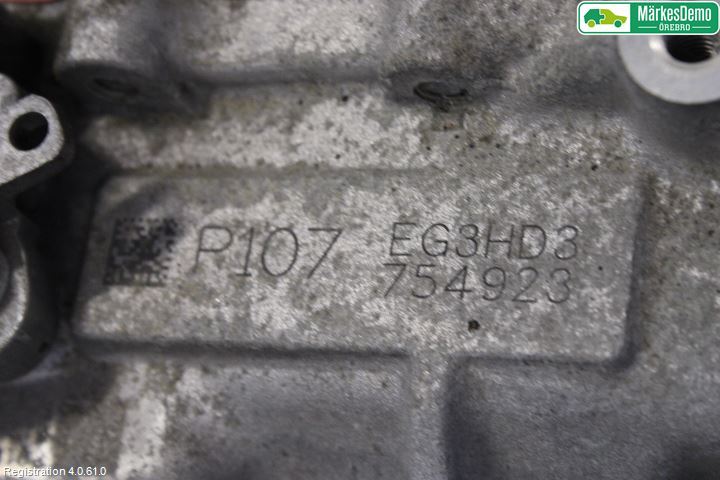 MärkesDemo
ÖREBRO
P107 EG3HD3
754923
Registration 4.0.61.0